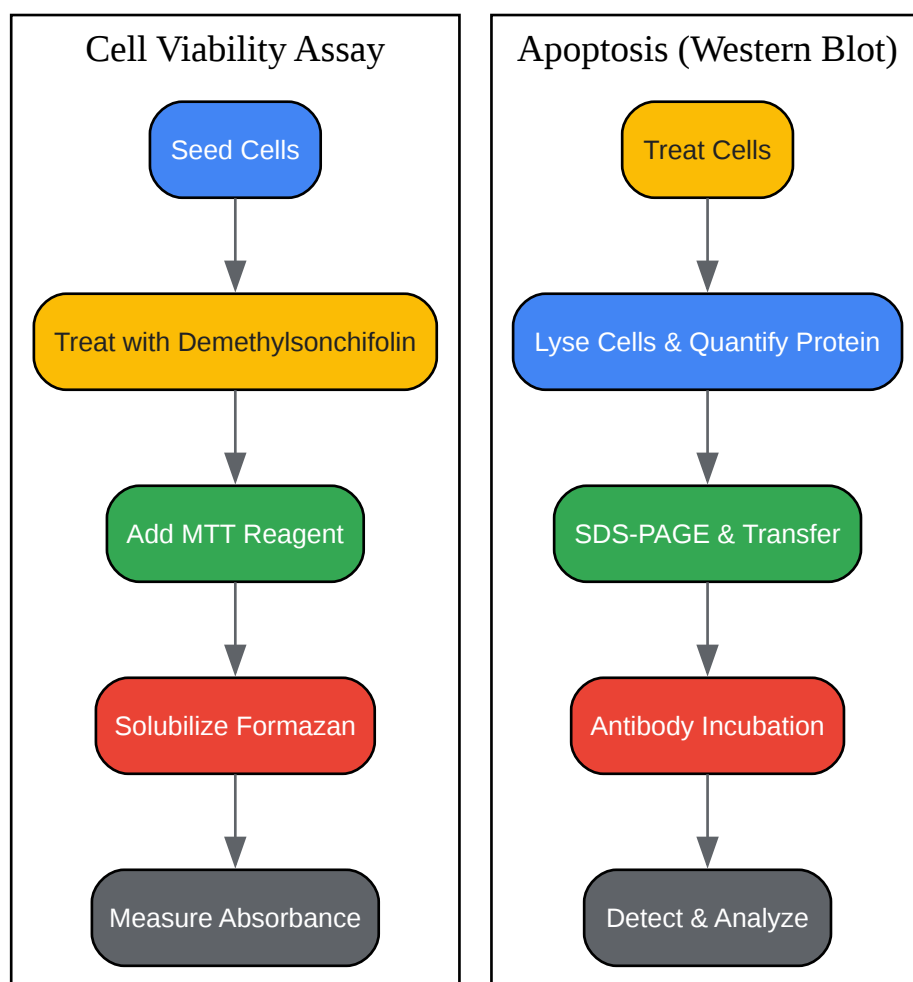 Cell Viability Assay
Seed Cells
Treat with Demethylsonchifolin
Add MTT Reagent
Solubilize Formazan
Measure Absorbance
Apoptosis (Western Blot)
Treat Cells
Lyse Cells & Quantify Protein
SDS-PAGE & Transfer
Antibody Incubation
Detect & Analyze